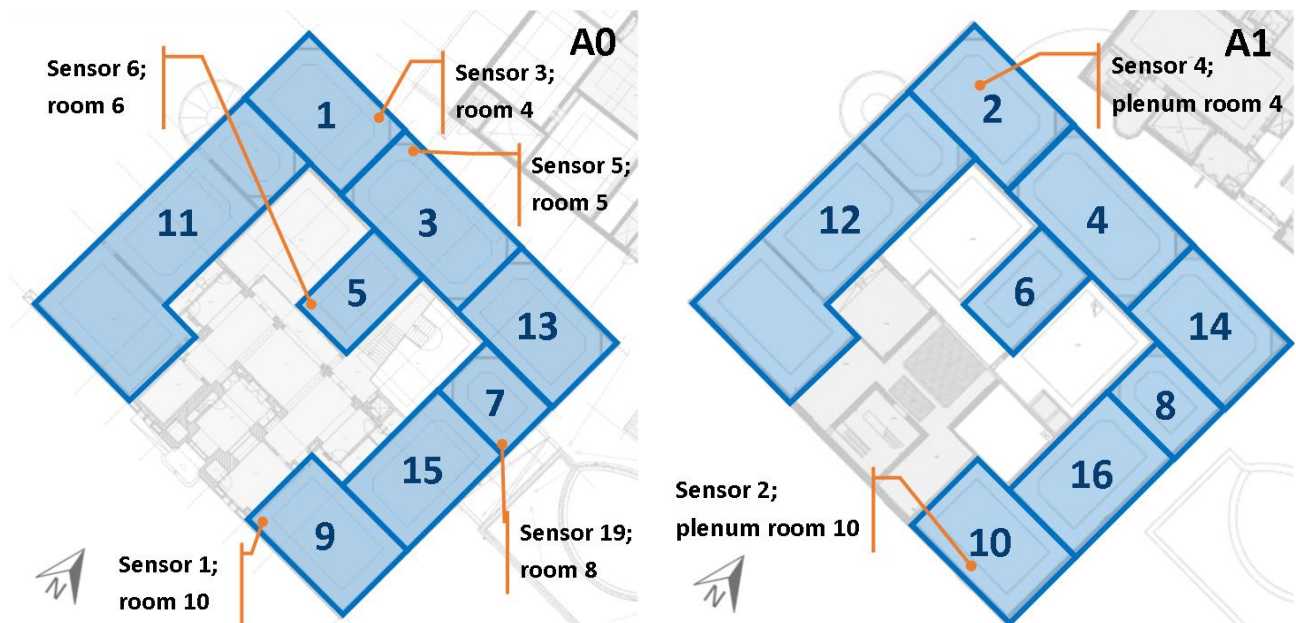 A0
Sensor 6;
room 6
Sensor 3;
room 4
1
Sensor 5;
room 5
11
3
5
13
7
15
9
Sensor 19;
room 8
Sensor 1;
room 10
N
A1
Sensor 4;
plenum room 4
2
12
4
6
14
8
16
Sensor 2;
plenum room 10
10
N